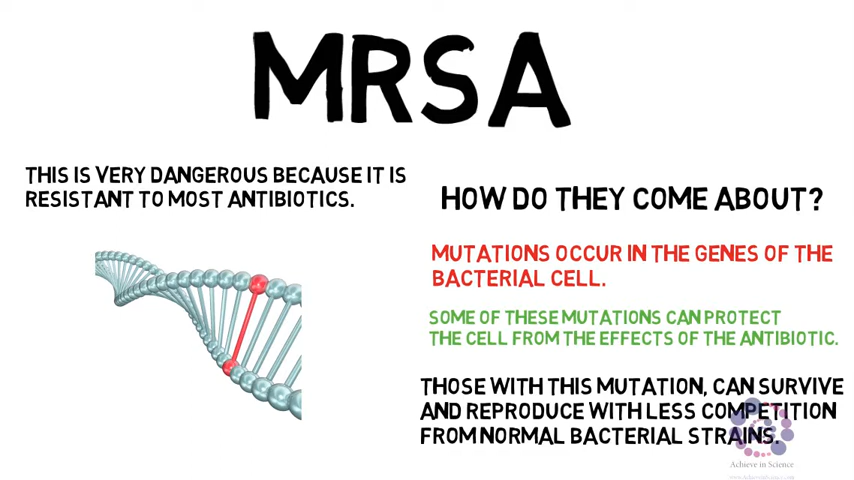 MRSA
THIS IS VERY DANGEROUS BECAUSE IT IS
RESISTANT TO MOST ANTIBIOTICS.
HOW DO THEY COME ABOUT?
MUTATIONS OCCUR IN THE GENES OF THE
BACTERIAL CELL.
SOME OF THESE MUTATIONS CAN PROTECT
THE CELL FROM THE EFFECTS OF THE ANTIBIOTIC.
THOSE WITH THIS MUTATION, CAN SURVIVE
AND REPRODUCE WITH LESS COMPETITION
FROM NORMAL BACTERIAL STRAINS.
Achieve in Science
www.AchieveinScience.com